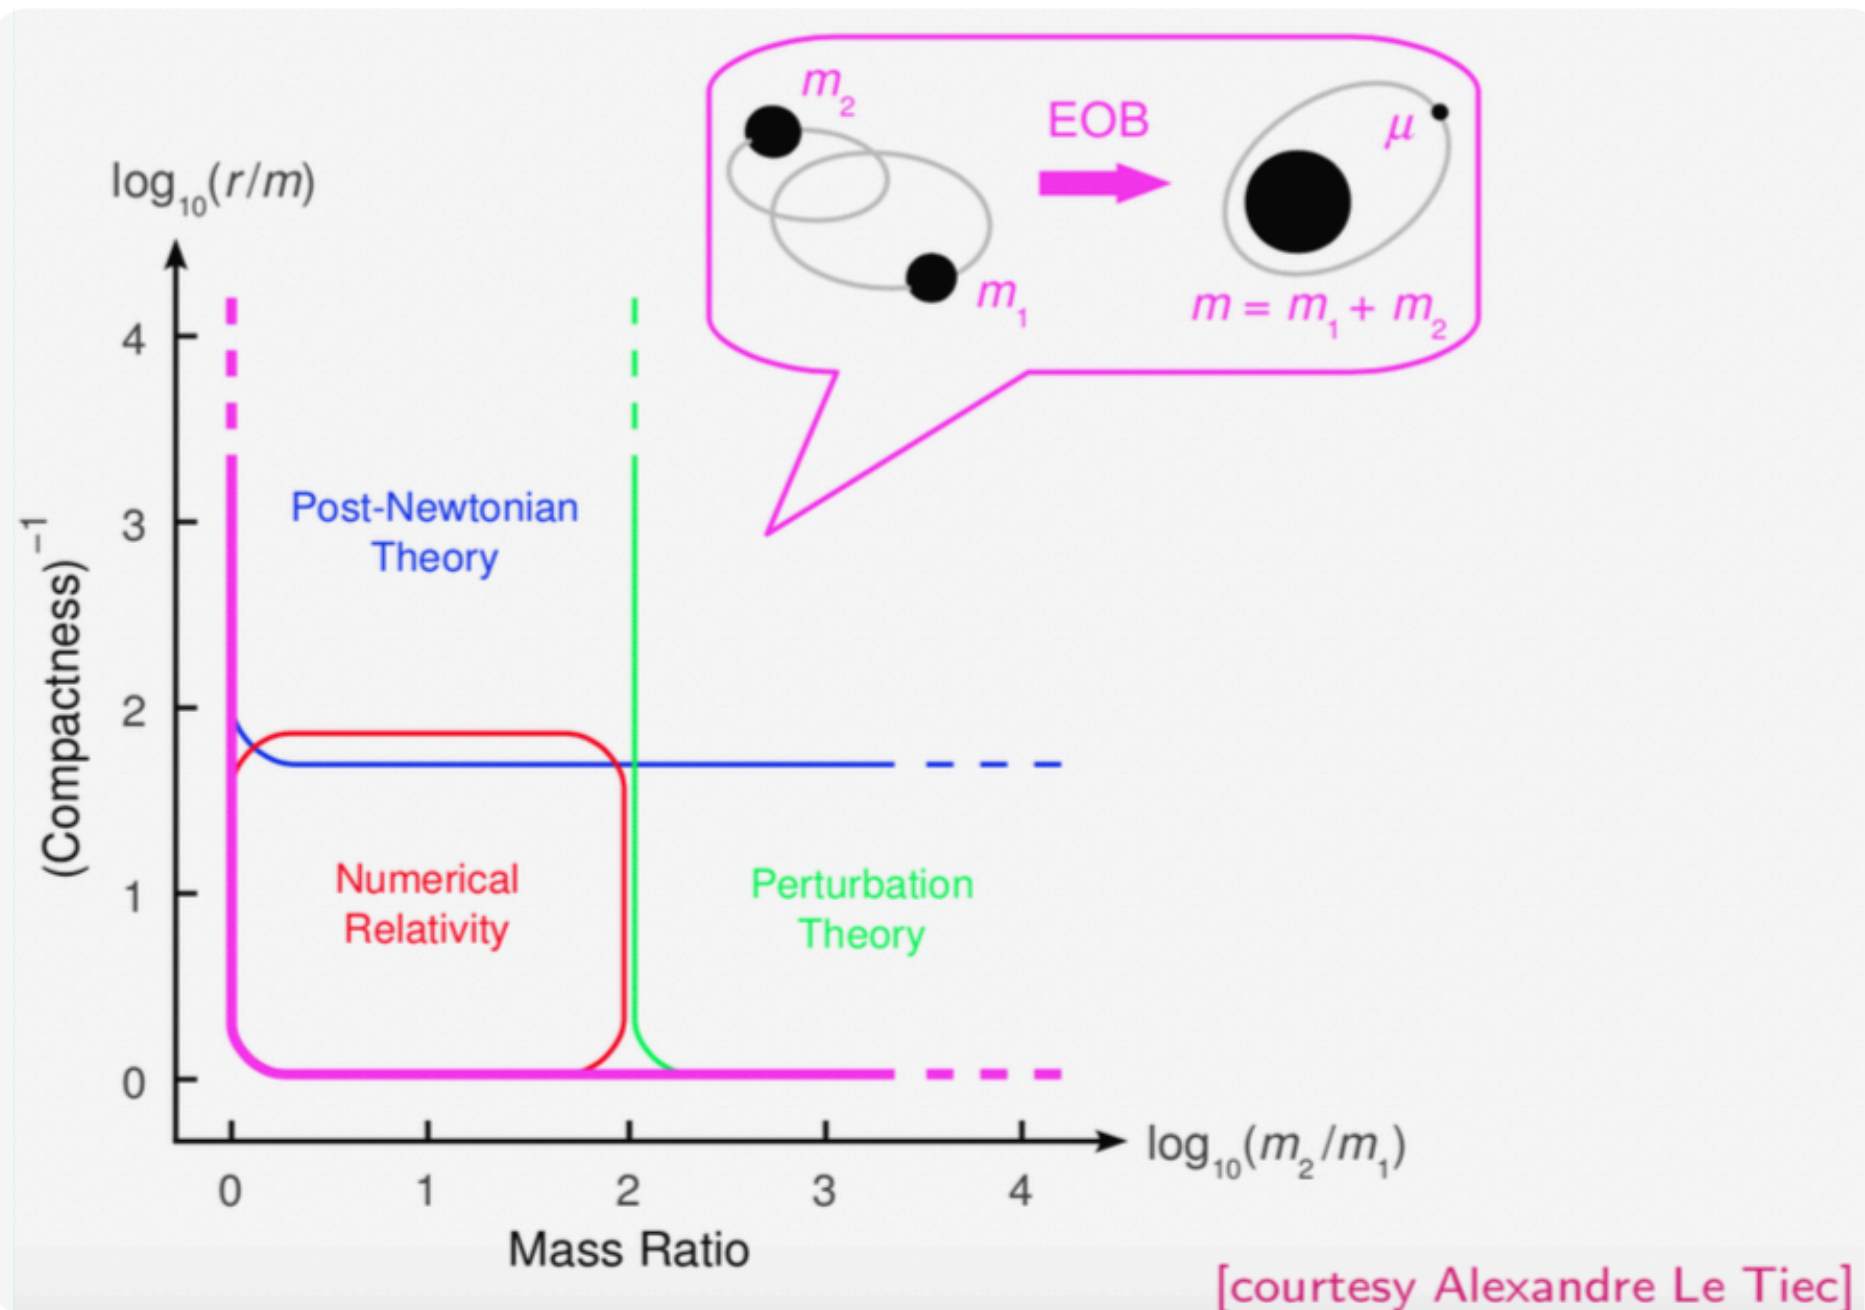 m₂
EOB
μ
m₁
m = m₁ + m₂
log₁₀(r/m)
4
3
2
1
0
(Compactness)⁻¹
Post-Newtonian
Theory
Numerical
Relativity
Perturbation
Theory
0 1 2 3 4
log₁₀(m₂/m₁)
Mass Ratio
[courtesy Alexandre Le Tiec]